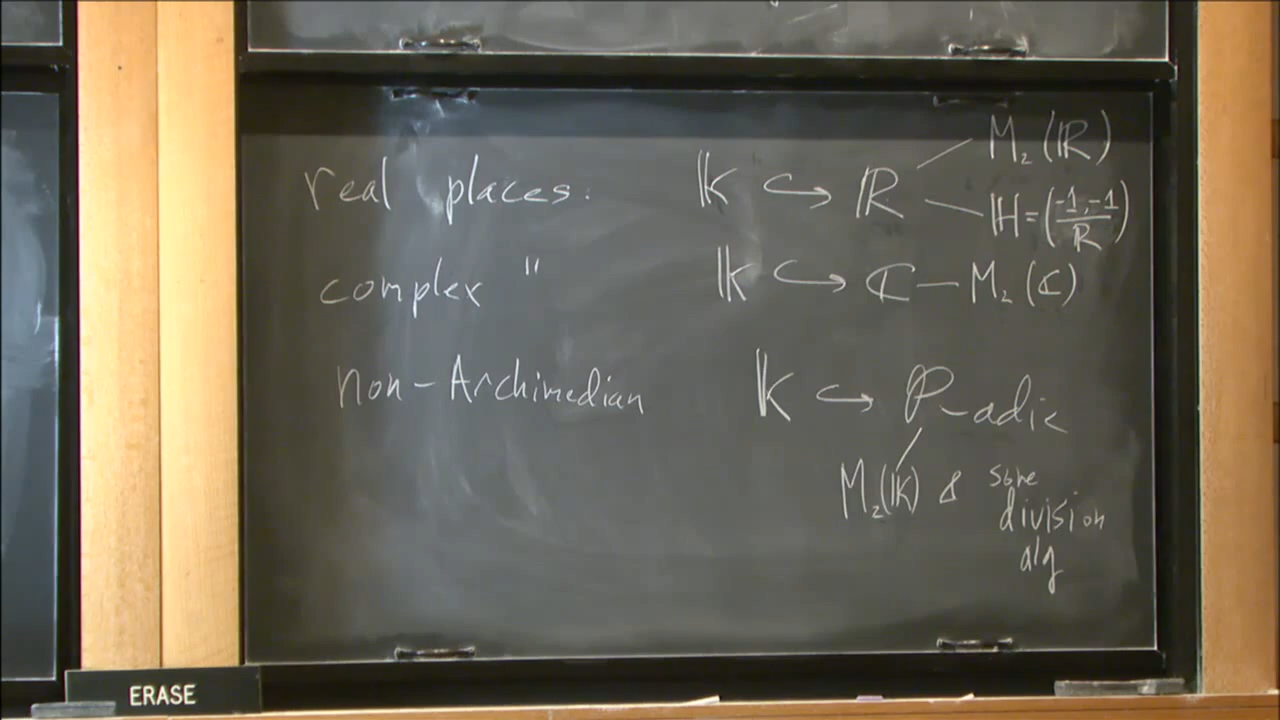 real places: 𝕂 ↪ ℝ M₂(ℝ)
ℍ = (-1,-1/ℝ)
complex " 𝕂 ↪ ℂ — M₂(ℂ)
non-Archimedian 𝕂 ↪ P-adic
M₂(𝕂) & some
division
alg
ERASE